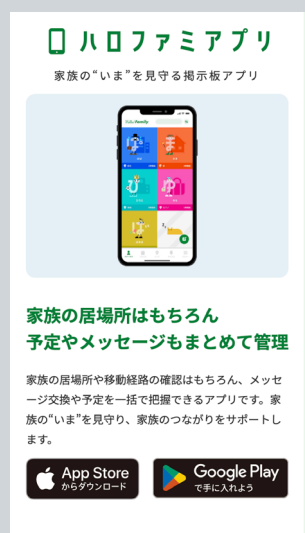 ハロファミアプリ
家族の“いま”を見守る掲示板アプリ
Hello Family
ぱ
ま
ぴ
ゆ
ば
家族の居場所はもちろん
予定やメッセージもまとめて管理
家族の居場所や移動経路の確認はもちろん、メッセ
ージ交換や予定を一括で把握できるアプリです。家
族の“いま”を見守り、家族のつながりをサポートし
ます。
App Store
からダウンロード
Google Play
で手に入れよう